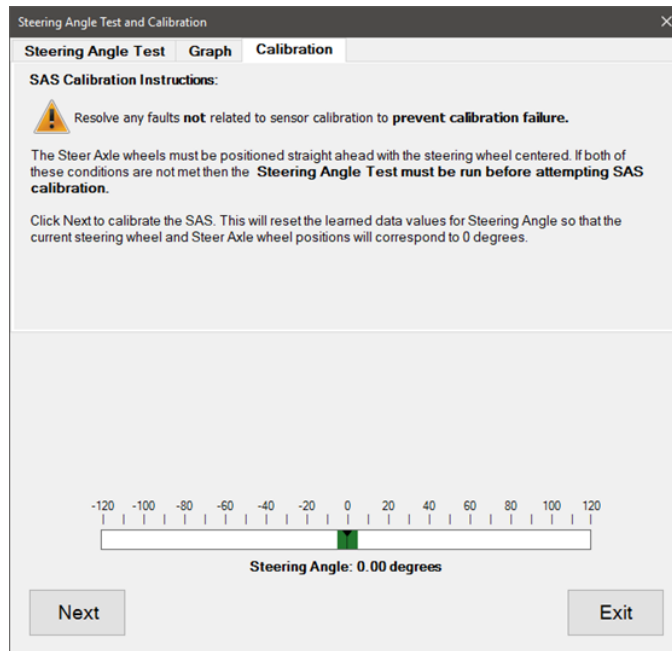 Steering Angle Test and Calibration
Steering Angle Test Graph Calibration
SAS Calibration Instructions:
Resolve any faults not related to sensor calibration to prevent calibration failure.
The Steer Axle wheels must be positioned straight ahead with the steering wheel centered. If both of
these conditions are not met then the Steering Angle Test must be run before attempting SAS
calibration.
Click Next to calibrate the SAS. This will reset the learned data values for Steering Angle so that the
current steering wheel and Steer Axle wheel positions will correspond to 0 degrees.
-120 -100 -80 -60 -40 -20 0 20 40 60 80 100 120
Steering Angle: 0.00 degrees
Next Exit